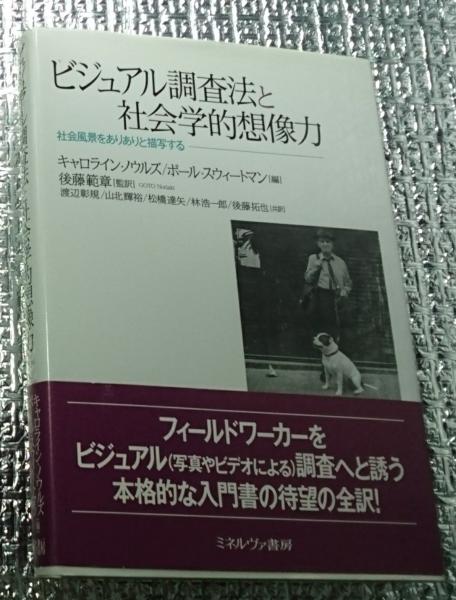 ビジュアル調査法と
社会学的想像力
社会風景をありありと描写する
キャロライン・ノウルズ/ポール・スウィートマン[編]
後藤範章[監訳] GOTO Noriaki
渡辺彰規/山北輝裕/松橋達矢/林浩一郎/後藤拓也[共訳]
フィールドワーカーを
ビジュアル(写真やビデオによる)調査へと誘う
本格的な入門書の待望の全訳!
ミネルヴァ書房